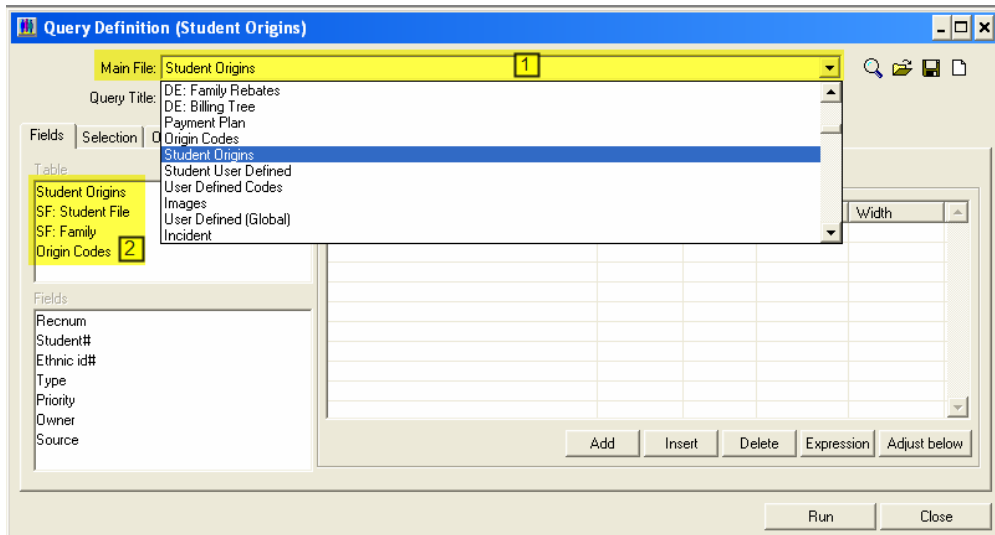 Query Definition (Student Origins)
Main File: Student Origins 1
Query Title:
DE: Family Rebates
DE: Billing Tree
Payment Plan
Origin Codes
Student Origins
Student User Defined
User Defined Codes
Images
User Defined (Global)
Incident
Fields Selection O
Table
Student Origins
SF: Student File
SF: Family
Origin Codes 2
Width
Fields
Recnum
Student#
Ethnic id#
Type
Priority
Owner
Source
Add Insert Delete Expression Adjust below
Run Close